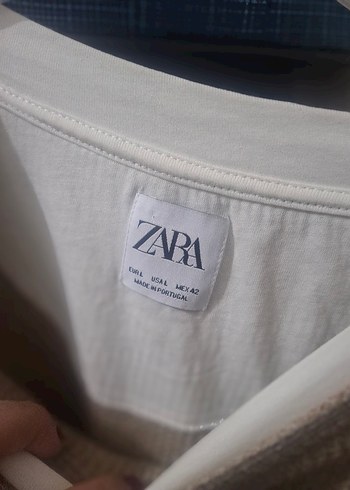 ZARA
EUR L USA L MEX 42
MADE IN PORTUGAL